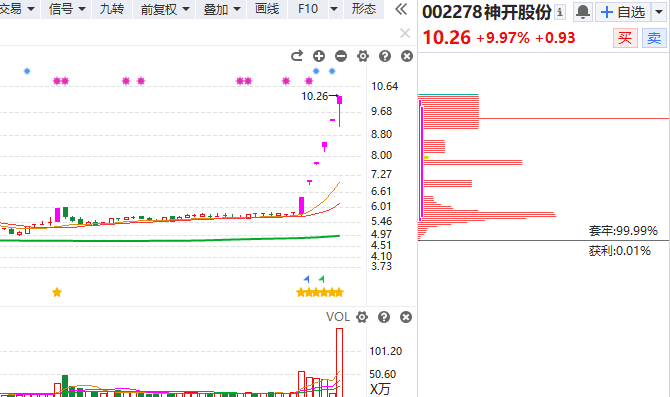 交易 信号 九转 前复权 叠加 画线 F10 形态
002278神开股份 自选
10.26 +9.97% +0.93 买 卖
10.64
10.26
9.68
8.80
8.00
7.27
6.61
6.01
5.46
4.97
4.51
4.10
3.73
套牢:99.99%
获利:0.01%
VOL
101.20
50.60
X万